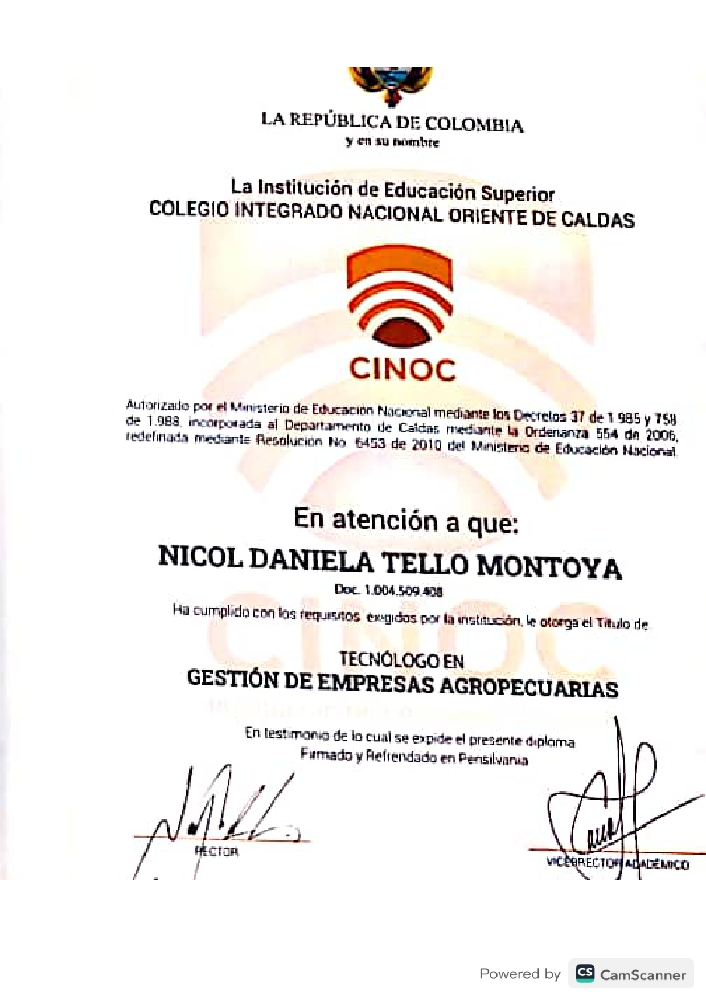 LA REPÚBLICA DE COLOMBIA
y en su nombre
La Institución de Educación Superior
COLEGIO INTEGRADO NACIONAL ORIENTE DE CALDAS
CINOC
Autorizado por el Ministerio de Educación Nacional mediante los Decretos 37 de 1.985 y 758
de 1.988, incorporada al Departamento de Caldas mediante la Ordenanza 554 de 2006,
redefinada mediante Resolución No. 6453 de 2010 del Ministerio de Educación Nacional.
En atención a que:
NICOL DANIELA TELLO MONTOYA
Doc. 1.004.509.408
Ha cumplido con los requisitos exigidos por la institución, le otorga el Título de
TECNÓLOGO EN
GESTIÓN DE EMPRESAS AGROPECUARIAS
En testimonio de lo cual se expide el presente diploma
Firmado y Refrendado en Pensilvania
RECTOR
VICERRECTOR ACADÉMICO
CINOC
Powered by CS CamScanner